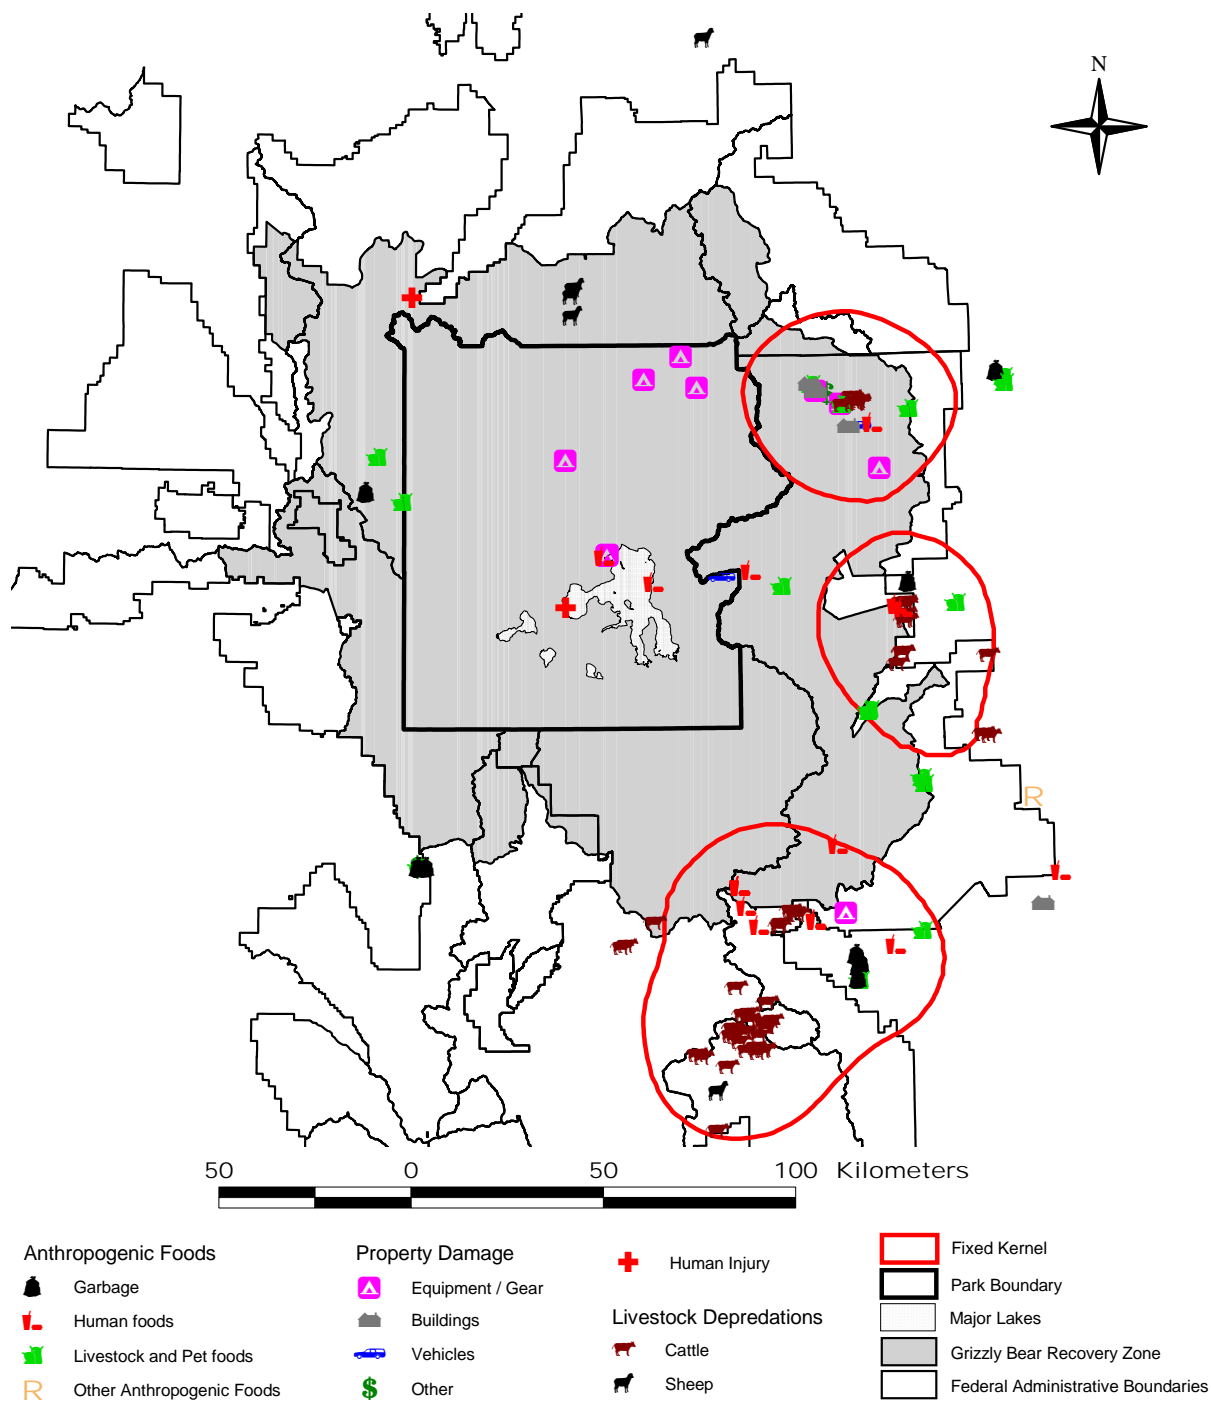 N
50 0 50 100 Kilometers
Anthropogenic Foods
Garbage
Human foods
Livestock and Pet foods
R Other Anthropogenic Foods
Property Damage
Equipment / Gear
Buildings
Vehicles
$ Other
Human Injury
Livestock Depredations
Cattle
Sheep
Fixed Kernel
Park Boundary
Major Lakes
Grizzly Bear Recovery Zone
Federal Administrative Boundaries
R